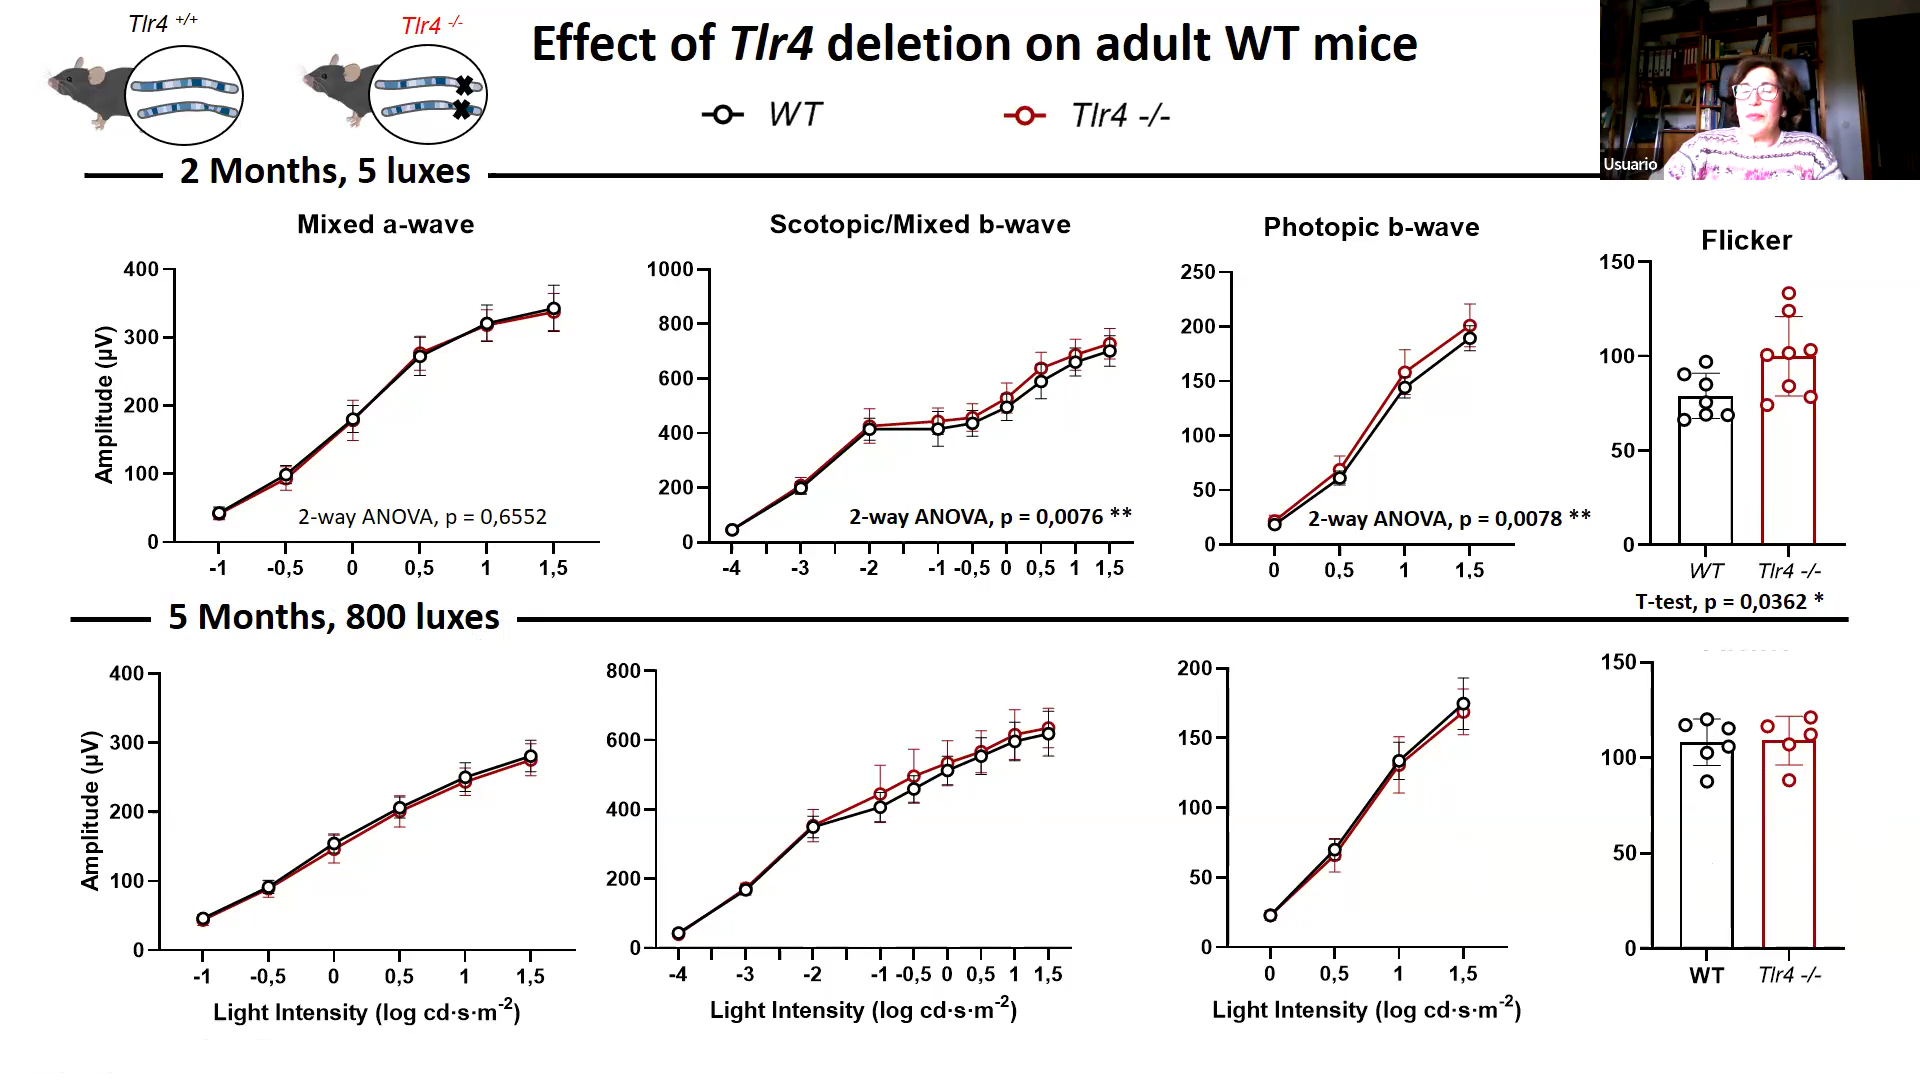 Tlr4 +/+
Tlr4 -/-
Effect of Tlr4 deletion on adult WT mice
WT
Tlr4 -/-
Usuario
2 Months, 5 luxes
Mixed a-wave
Scotopic/Mixed b-wave
Photopic b-wave
Flicker
Amplitude (µV)
400
300
200
100
0
-1 -0,5 0 0,5 1 1,5
2-way ANOVA, p = 0,6552
1000
800
600
400
200
0
-4 -3 -2 -1 -0,5 0 0,5 1 1,5
2-way ANOVA, p = 0,0076 **
250
200
150
100
50
0
0 0,5 1 1,5
2-way ANOVA, p = 0,0078 **
150
100
50
0
WT Tlr4 -/-
T-test, p = 0,0362 *
5 Months, 800 luxes
Amplitude (µV)
400
300
200
100
0
-1 -0,5 0 0,5 1 1,5
Light Intensity (log cd·s·m-2)
800
600
400
200
0
-4 -3 -2 -1 -0,5 0 0,5 1 1,5
Light Intensity (log cd·s·m-2)
200
150
100
50
0
0 0,5 1 1,5
Light Intensity (log cd·s·m-2)
150
100
50
0
WT Tlr4 -/-